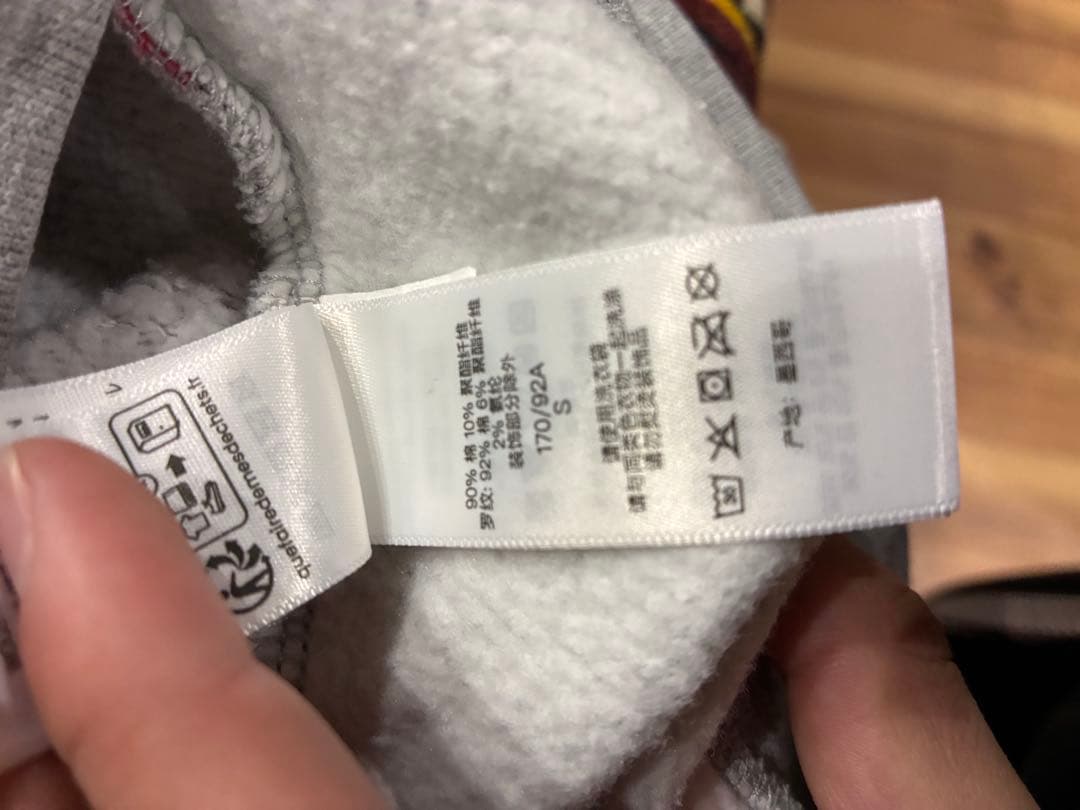 90% 棉 10% 聚酯纤维
罗纹: 92% 棉 6% 聚酯纤维
2% 氨纶
装饰部分除外
170/92A
S
请使用洗衣袋
请与同类色衣物一起洗涤
请勿熨烫装饰品
30
产地: 墨西哥
quefairedemesdechets.fr